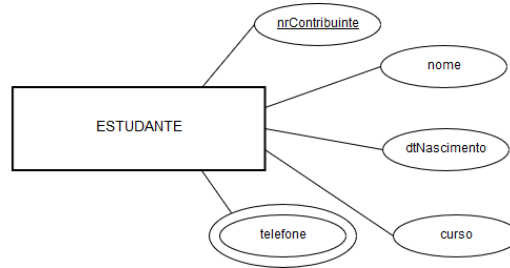 nrContribuinte
nome
ESTUDANTE
dtNascimento
telefone
curso